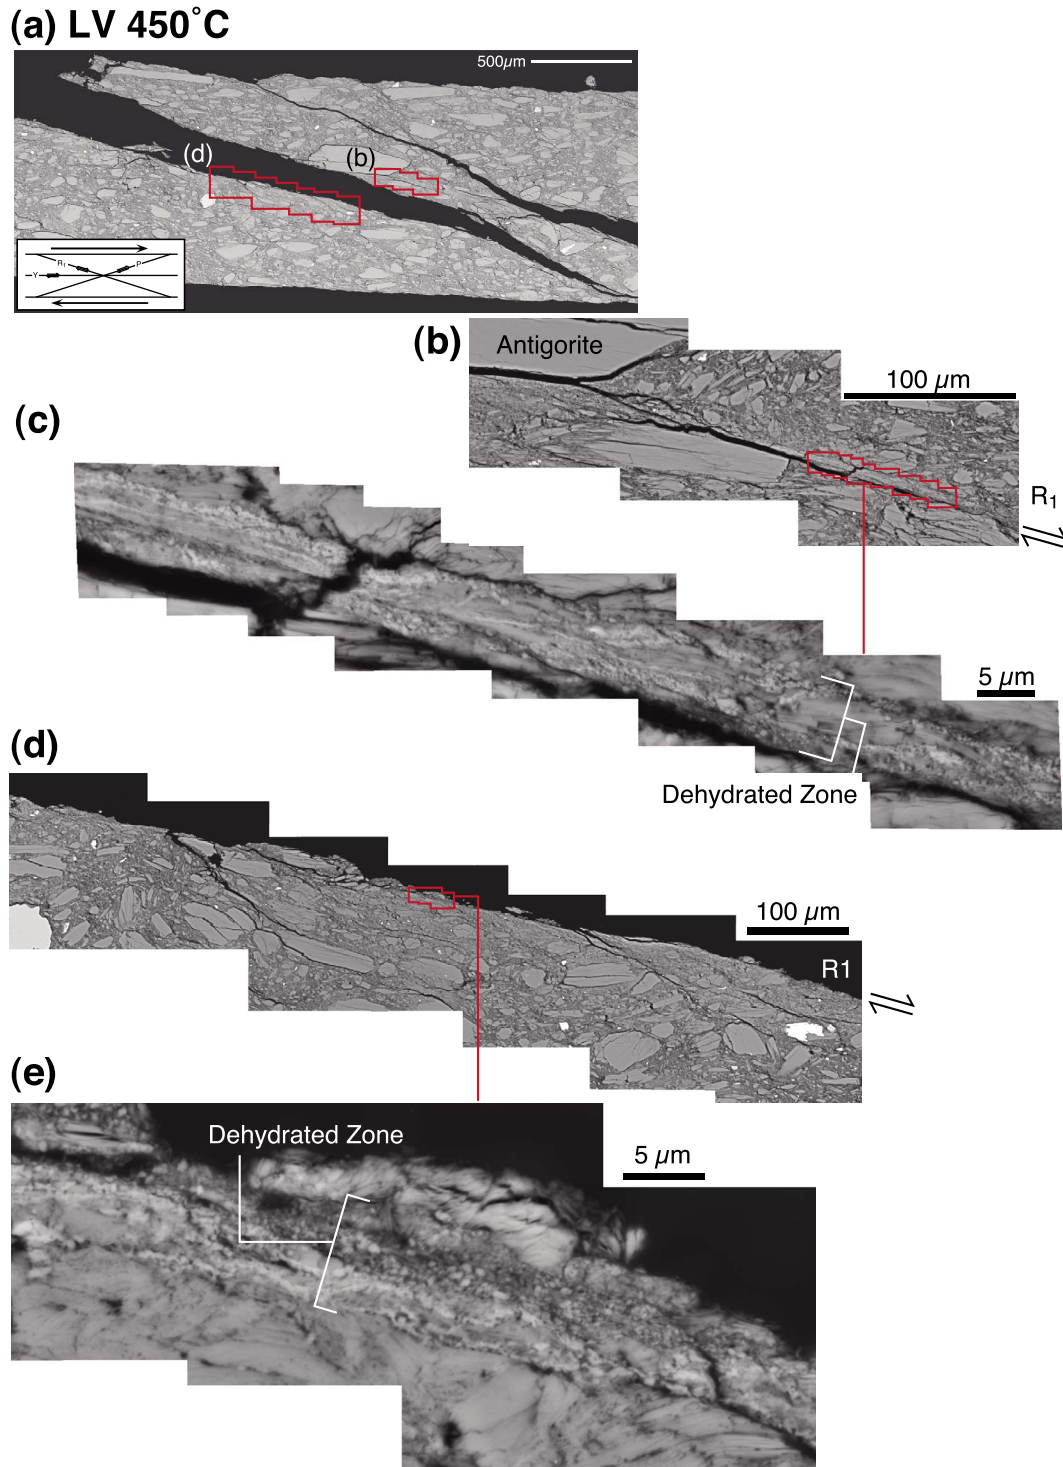 (a) LV 450˚C
500µm
(d)
(b)
R₁
P
Y
(b)
Antigorite
100 µm
(c)
R₁
5 µm
Dehydrated Zone
(d)
100 µm
R1
(e)
Dehydrated Zone
5 µm